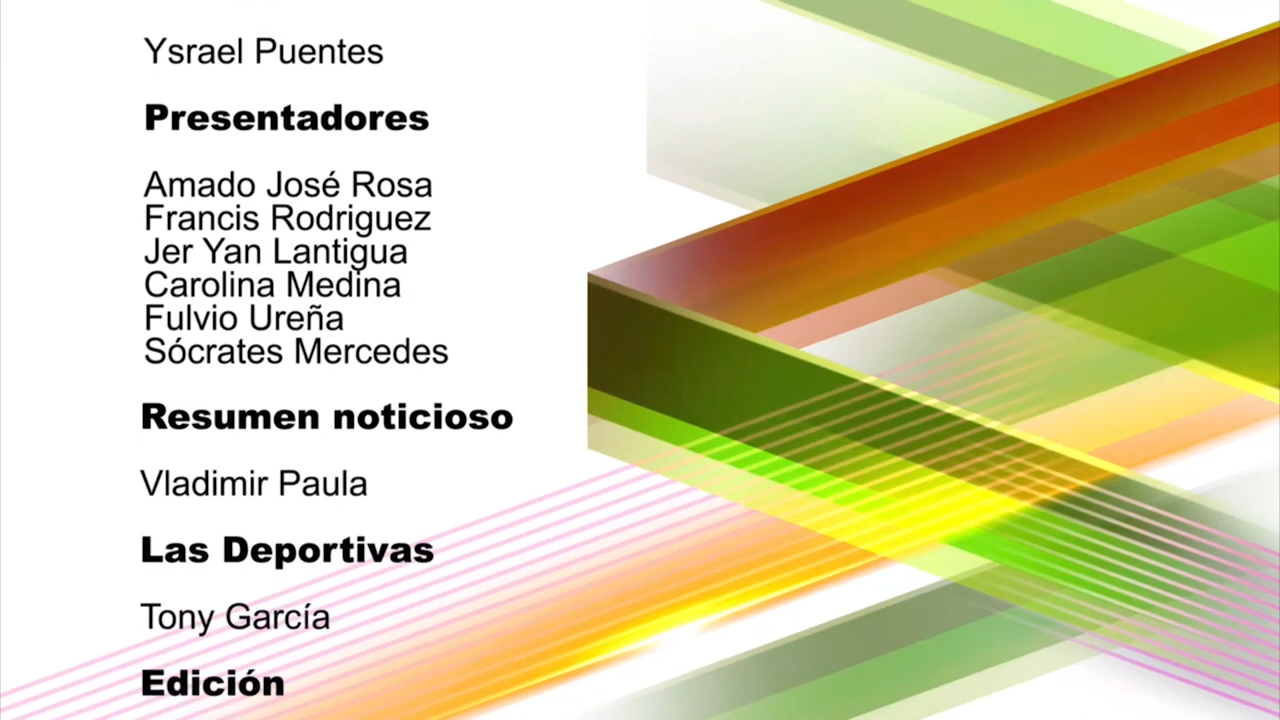 Ysrael Puentes
Presentadores
Amado José Rosa
Francis Rodriguez
Jer Yan Lantigua
Carolina Medina
Fulvio Ureña
Sócrates Mercedes
Resumen noticioso
Vladimir Paula
Las Deportivas
Tony García
Edición